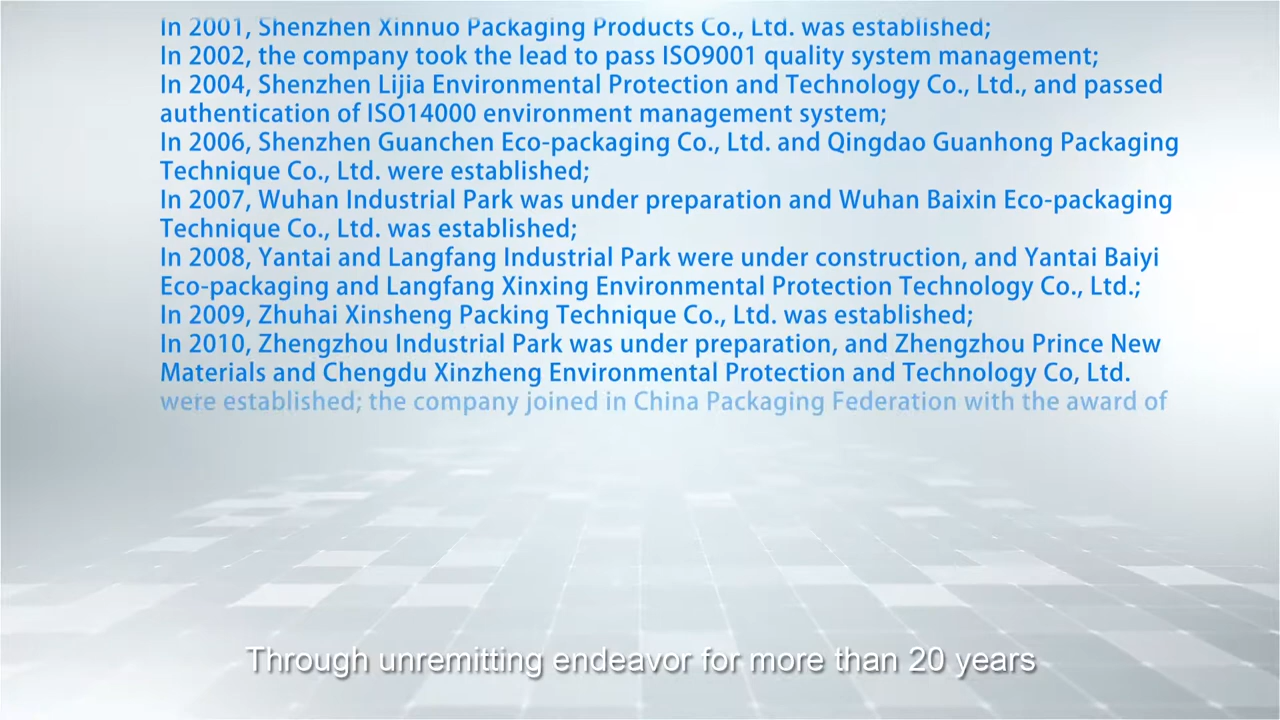 In 2001, Shenzhen Xinnuo Packaging Products Co., Ltd. was established;
In 2002, the company took the lead to pass ISO9001 quality system management;
In 2004, Shenzhen Lijia Environmental Protection and Technology Co., Ltd., and passed
authentication of ISO14000 environment management system;
In 2006, Shenzhen Guanchen Eco-packaging Co., Ltd. and Qingdao Guanhong Packaging
Technique Co., Ltd. were established;
In 2007, Wuhan Industrial Park was under preparation and Wuhan Baixin Eco-packaging
Technique Co., Ltd. was established;
In 2008, Yantai and Langfang Industrial Park were under construction, and Yantai Baiyi
Eco-packaging and Langfang Xinxing Environmental Protection Technology Co., Ltd.;
In 2009, Zhuhai Xinsheng Packing Technique Co., Ltd. was established;
In 2010, Zhengzhou Industrial Park was under preparation, and Zhengzhou Prince New
Materials and Chengdu Xinzheng Environmental Protection and Technology Co, Ltd.
were established; the company joined in China Packaging Federation with the award of
Through unremitting endeavor for more than 20 years